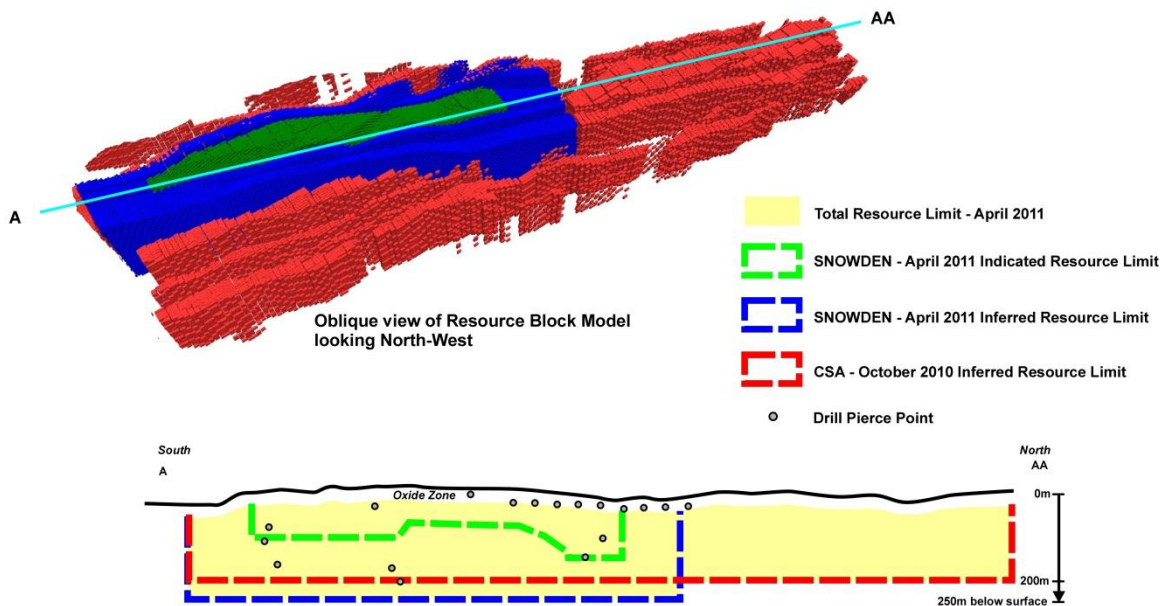 AA
A
Oblique view of Resource Block Model
looking North-West
Total Resource Limit - April 2011
SNOWDEN - April 2011 Indicated Resource Limit
SNOWDEN - April 2011 Inferred Resource Limit
CSA - October 2010 Inferred Resource Limit
Drill Pierce Point
South
A
North
AA
Oxide Zone
0m
200m
250m below surface